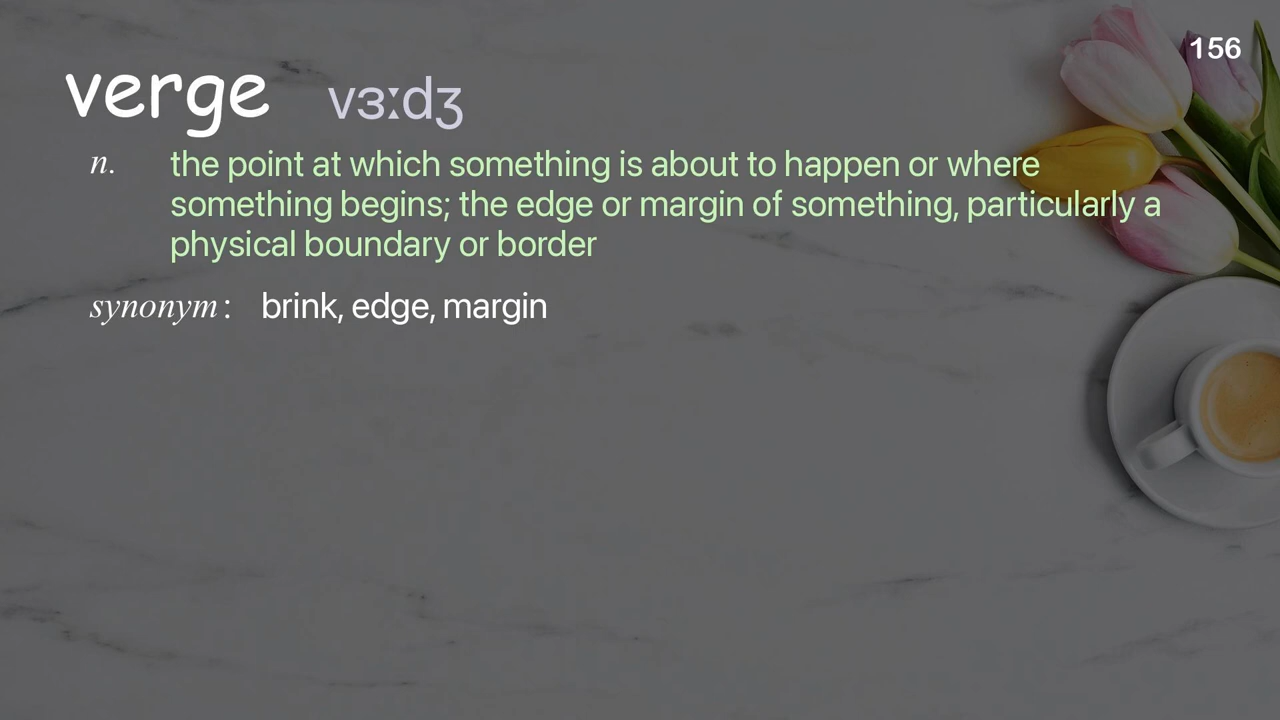 156
verge vɜːdʒ
n. the point at which something is about to happen or where
something begins; the edge or margin of something, particularly a
physical boundary or border
synonym: brink, edge, margin